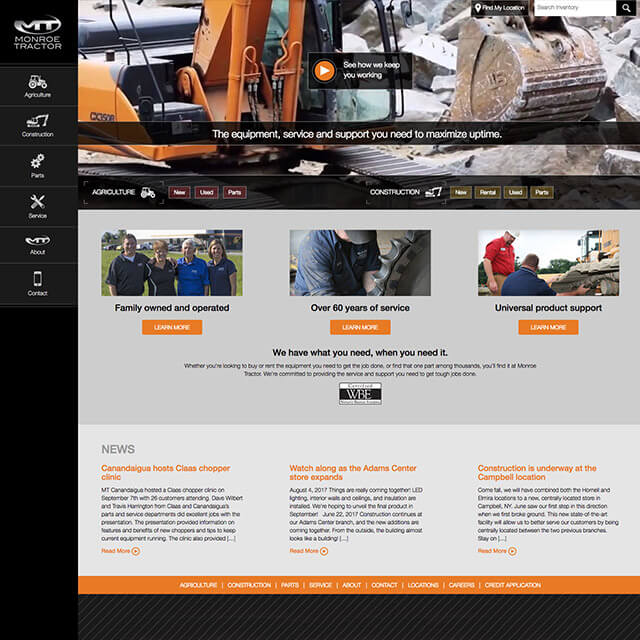 MT
MONROE
TRACTOR
Agriculture
Construction
Parts
Service
About
Contact
Find My Location
Search Inventory
See how we keep
you working
The equipment, service and support you need to maximize uptime.
AGRICULTURE
New
Used
Parts
CONSTRUCTION
New
Rental
Used
Parts
Family owned and operated
LEARN MORE
Over 60 years of service
LEARN MORE
Universal product support
LEARN MORE
We have what you need, when you need it.
Whether you're looking to buy or rent the equipment you need to get the job done, or find that one part among thousands, you'll find it at Monroe
Tractor. We're committed to providing the service and support you need to get tough jobs done.
Certified
WBE
NEWS
Canandaigua hosts Claas chopper
clinic
MT Canandaigua hosted a Claas chopper clinic on
September 7th with 26 customers attending. Dave Wilbert
and Travis Harrington from Claas and Canandaigua's
parts and service departments did excellent jobs with the
presentation. The presentation provided information on
features and benefits of new choppers and tips to keep
current equipment running. The clinic also provided [...]
Read More
Watch along as the Adams Center
store expands
August 4, 2017 Things are really coming together! LED
lighting, interior walls and ceilings, and insulation are
installed. We're hoping to unveil the final product in
September! June 22, 2017 Construction continues at
our Adams Center branch, and the new additions are
coming together. From the outside, the building almost
looks like a building! [...]
Read More
Construction is underway at the
Campbell location
Come fall, we will have combined both the Hornell and
Elmira locations to a new, centrally located store in
Campbell, NY. June saw our first step in this direction
when we first broke ground. This new state-of-the-art
facility will allow us to better serve our customers by being
centrally located between the two previous branches.
Stay on [...]
Read More
AGRICULTURE | CONSTRUCTION | PARTS | SERVICE | ABOUT | CONTACT | LOCATIONS | CAREERS | CREDIT APPLICATION